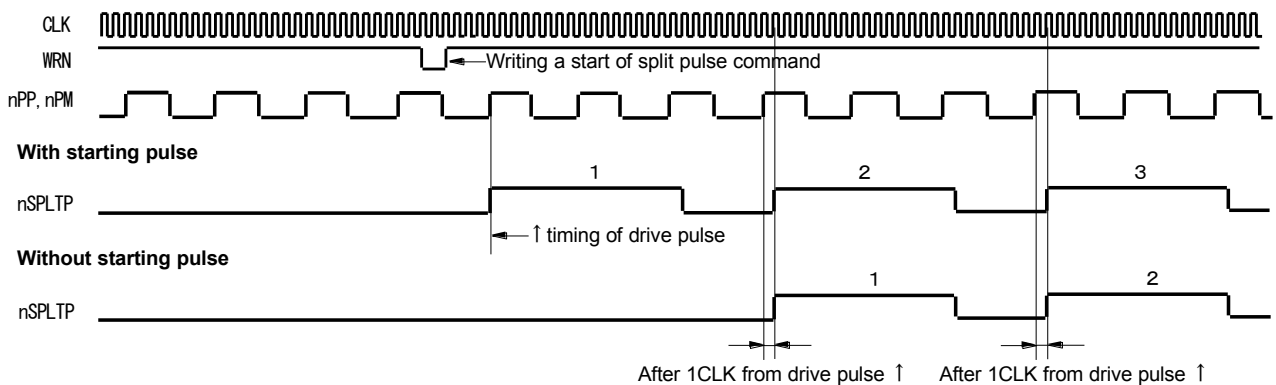 CLK
WRN
Writing a start of split pulse command
nPP, nPM
With starting pulse
1 2 3
nSPLTP
↑ timing of drive pulse
Without starting pulse
1 2
nSPLTP
After 1CLK from drive pulse ↑ After 1CLK from drive pulse ↑